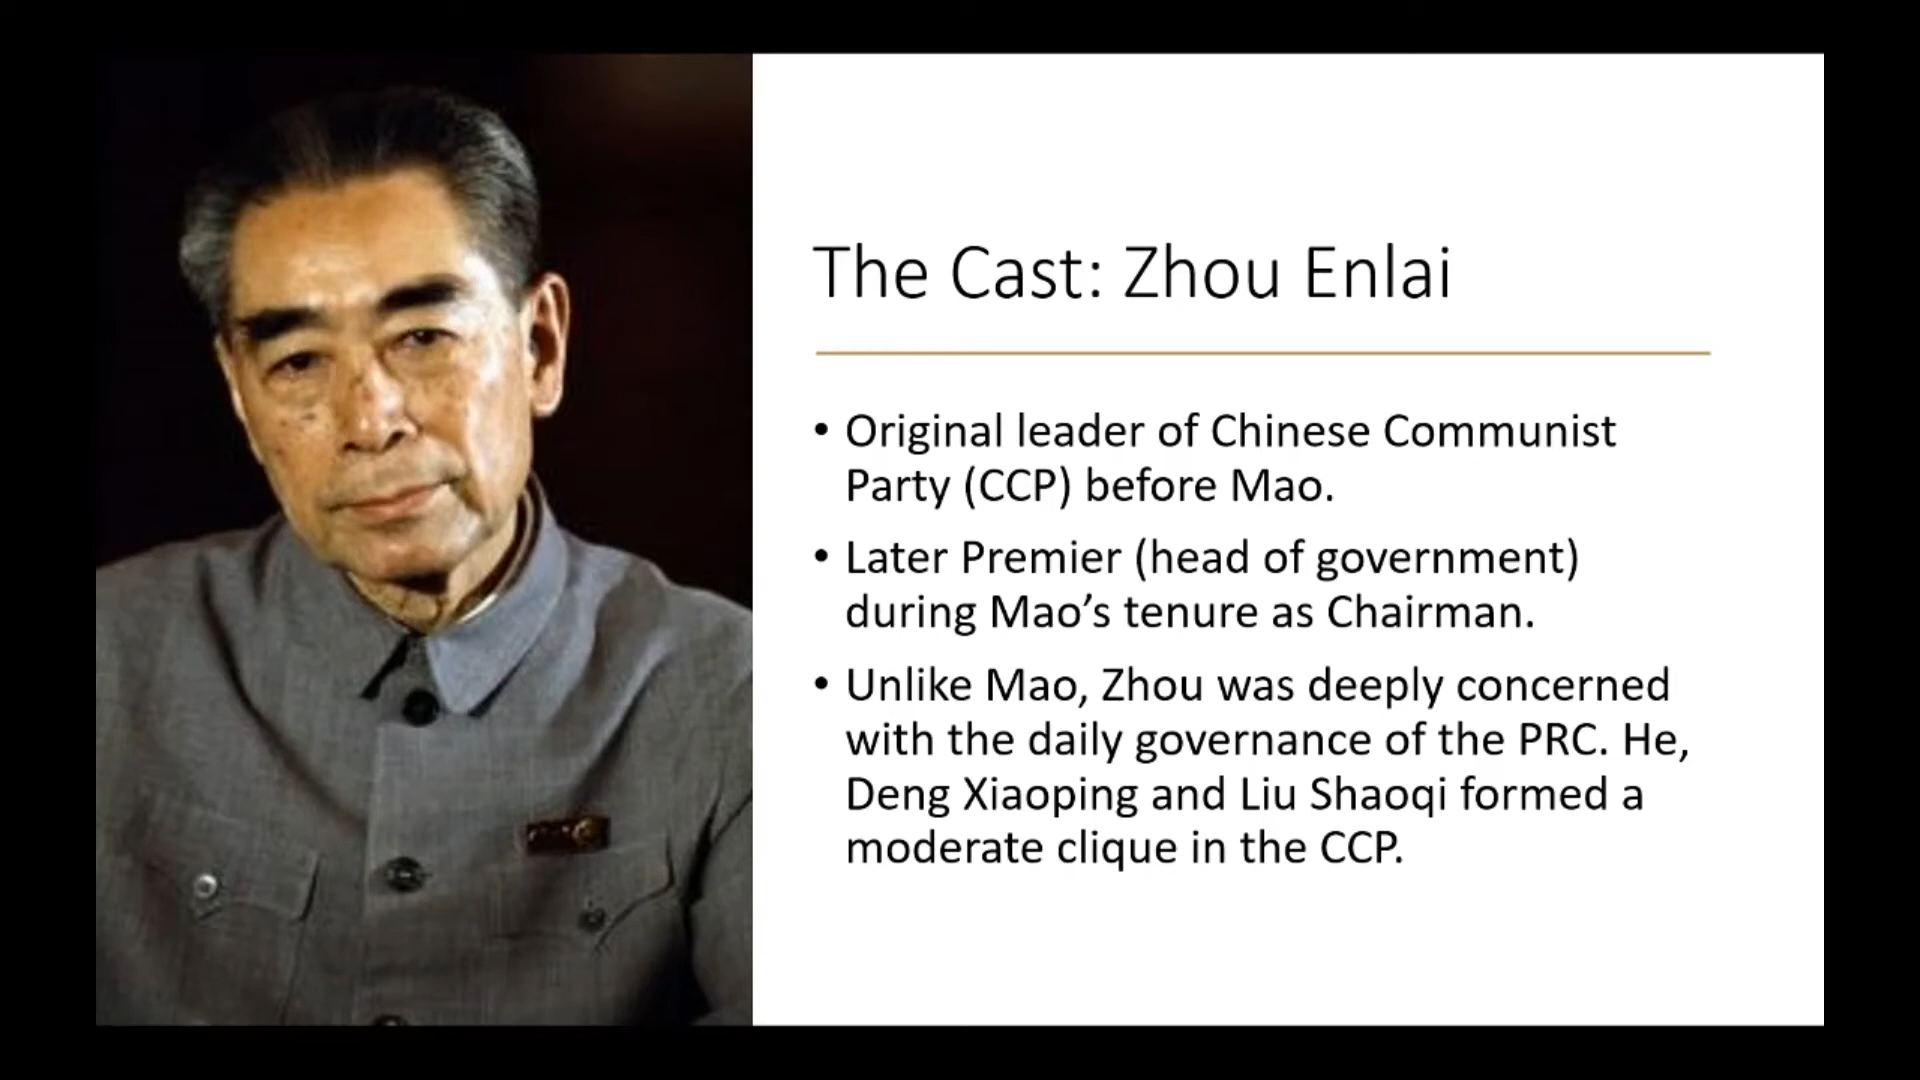 The Cast: Zhou Enlai
• Original leader of Chinese Communist
Party (CCP) before Mao.
• Later Premier (head of government)
during Mao’s tenure as Chairman.
• Unlike Mao, Zhou was deeply concerned
with the daily governance of the PRC. He,
Deng Xiaoping and Liu Shaoqi formed a
moderate clique in the CCP.